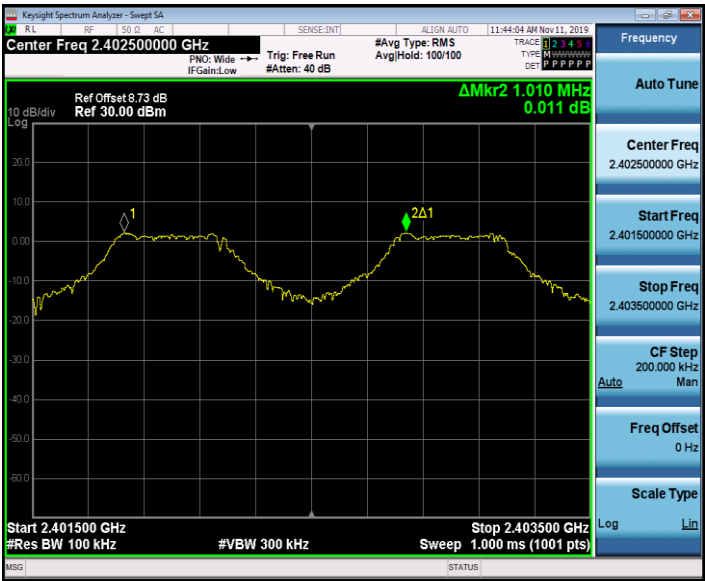 Keysight Spectrum Analyzer - Swept SA
RL RF 50 Ω AC SENSE:INT ALIGN AUTO 11:44:04 AM Nov 11, 2019
Center Freq 2.402500000 GHz
PNO: Wide
IFGain:Low
Trig: Free Run
#Atten: 40 dB
#Avg Type: RMS
Avg|Hold: 100/100
TRACE 1 2 3 4 5 6
TYPE MWWWWW
DET P P P P P P
Ref Offset 8.73 dB
10 dB/div Ref 30.00 dBm
Log
ΔMkr2 1.010 MHz
0.011 dB
20.0
10.0
0.00
-10.0
-20.0
-30.0
-40.0
-50.0
-60.0
1
2Δ1
Start 2.401500 GHz Stop 2.403500 GHz
#Res BW 100 kHz #VBW 300 kHz Sweep 1.000 ms (1001 pts)
MSG STATUS
Frequency
Auto Tune
Center Freq
2.402500000 GHz
Start Freq
2.401500000 GHz
Stop Freq
2.403500000 GHz
CF Step
200.000 kHz
Auto Man
Freq Offset
0 Hz
Scale Type
Log Lin